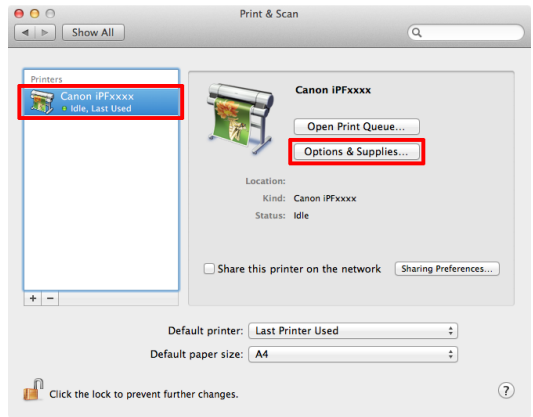 Print & Scan
Show All
Printers
Canon iPFxxxx
Idle, Last Used
Canon iPFxxxx
Open Print Queue...
Options & Supplies...
Location:
Kind: Canon iPFxxxx
Status: Idle
Share this printer on the network Sharing Preferences...
+ −
Default printer: Last Printer Used
Default paper size: A4
Click the lock to prevent further changes.
?